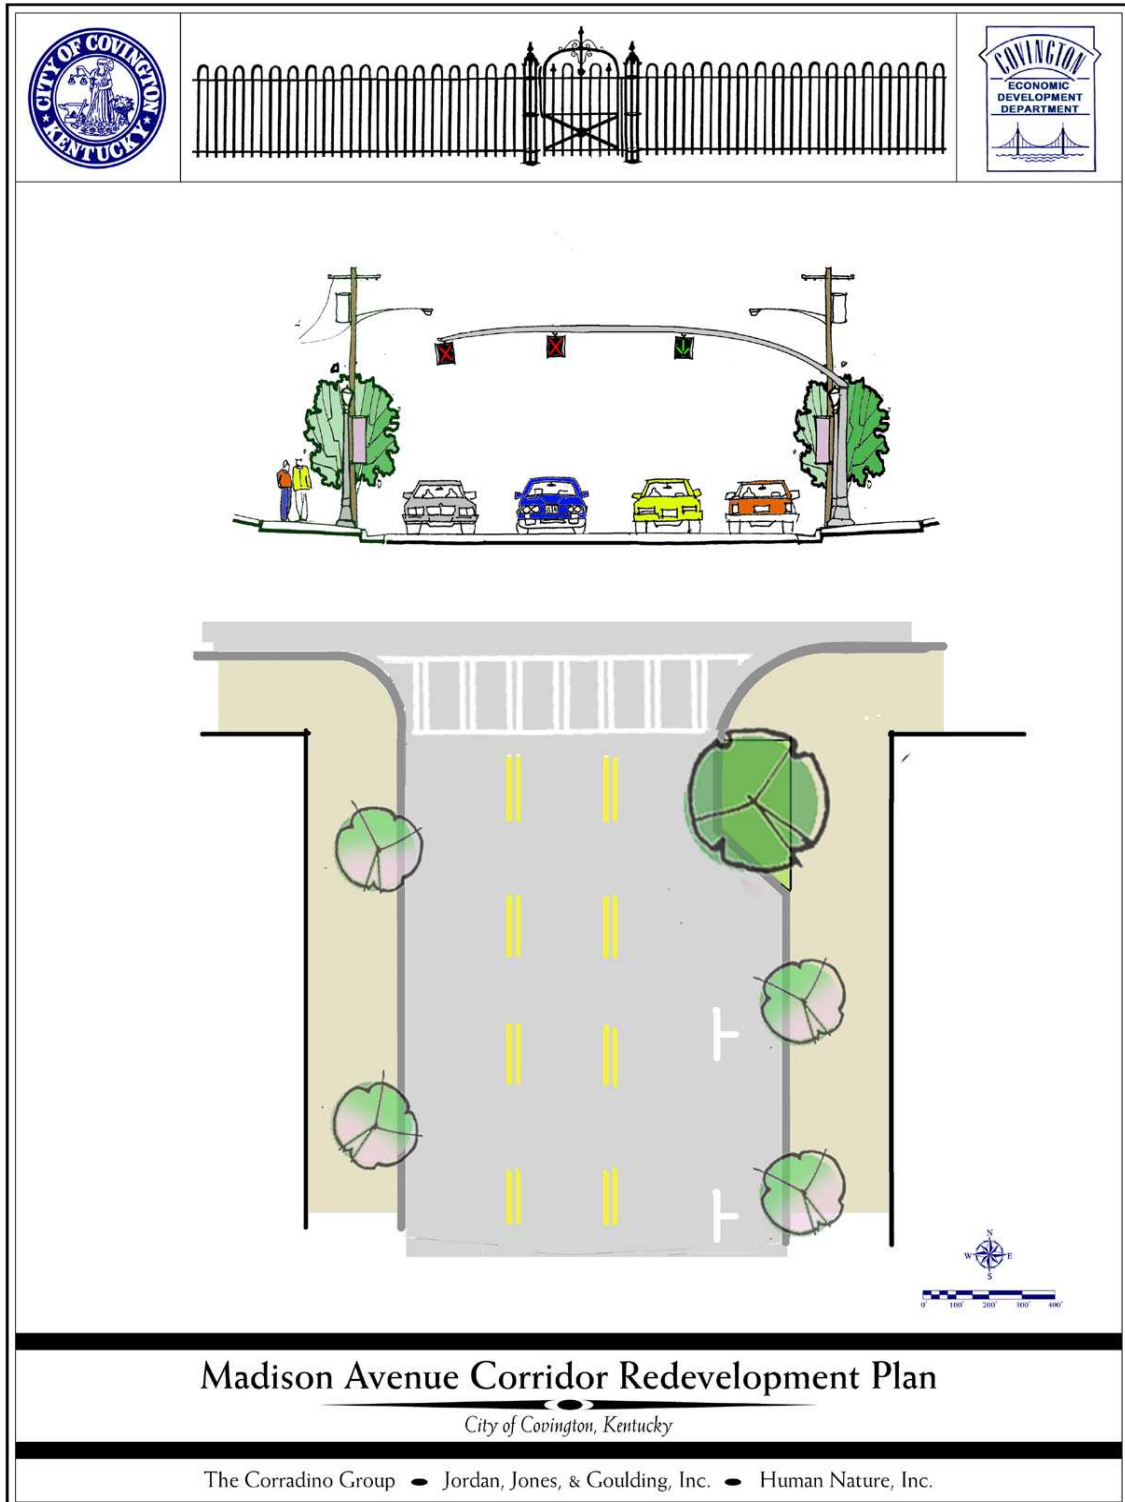 CITY OF COVINGTON
KENTUCKY
COVINGTON
ECONOMIC
DEVELOPMENT
DEPARTMENT
N
W E
S
0' 100' 200' 300' 400'
Madison Avenue Corridor Redevelopment Plan
City of Covington, Kentucky
The Corradino Group • Jordan, Jones, & Goulding, Inc. • Human Nature, Inc.